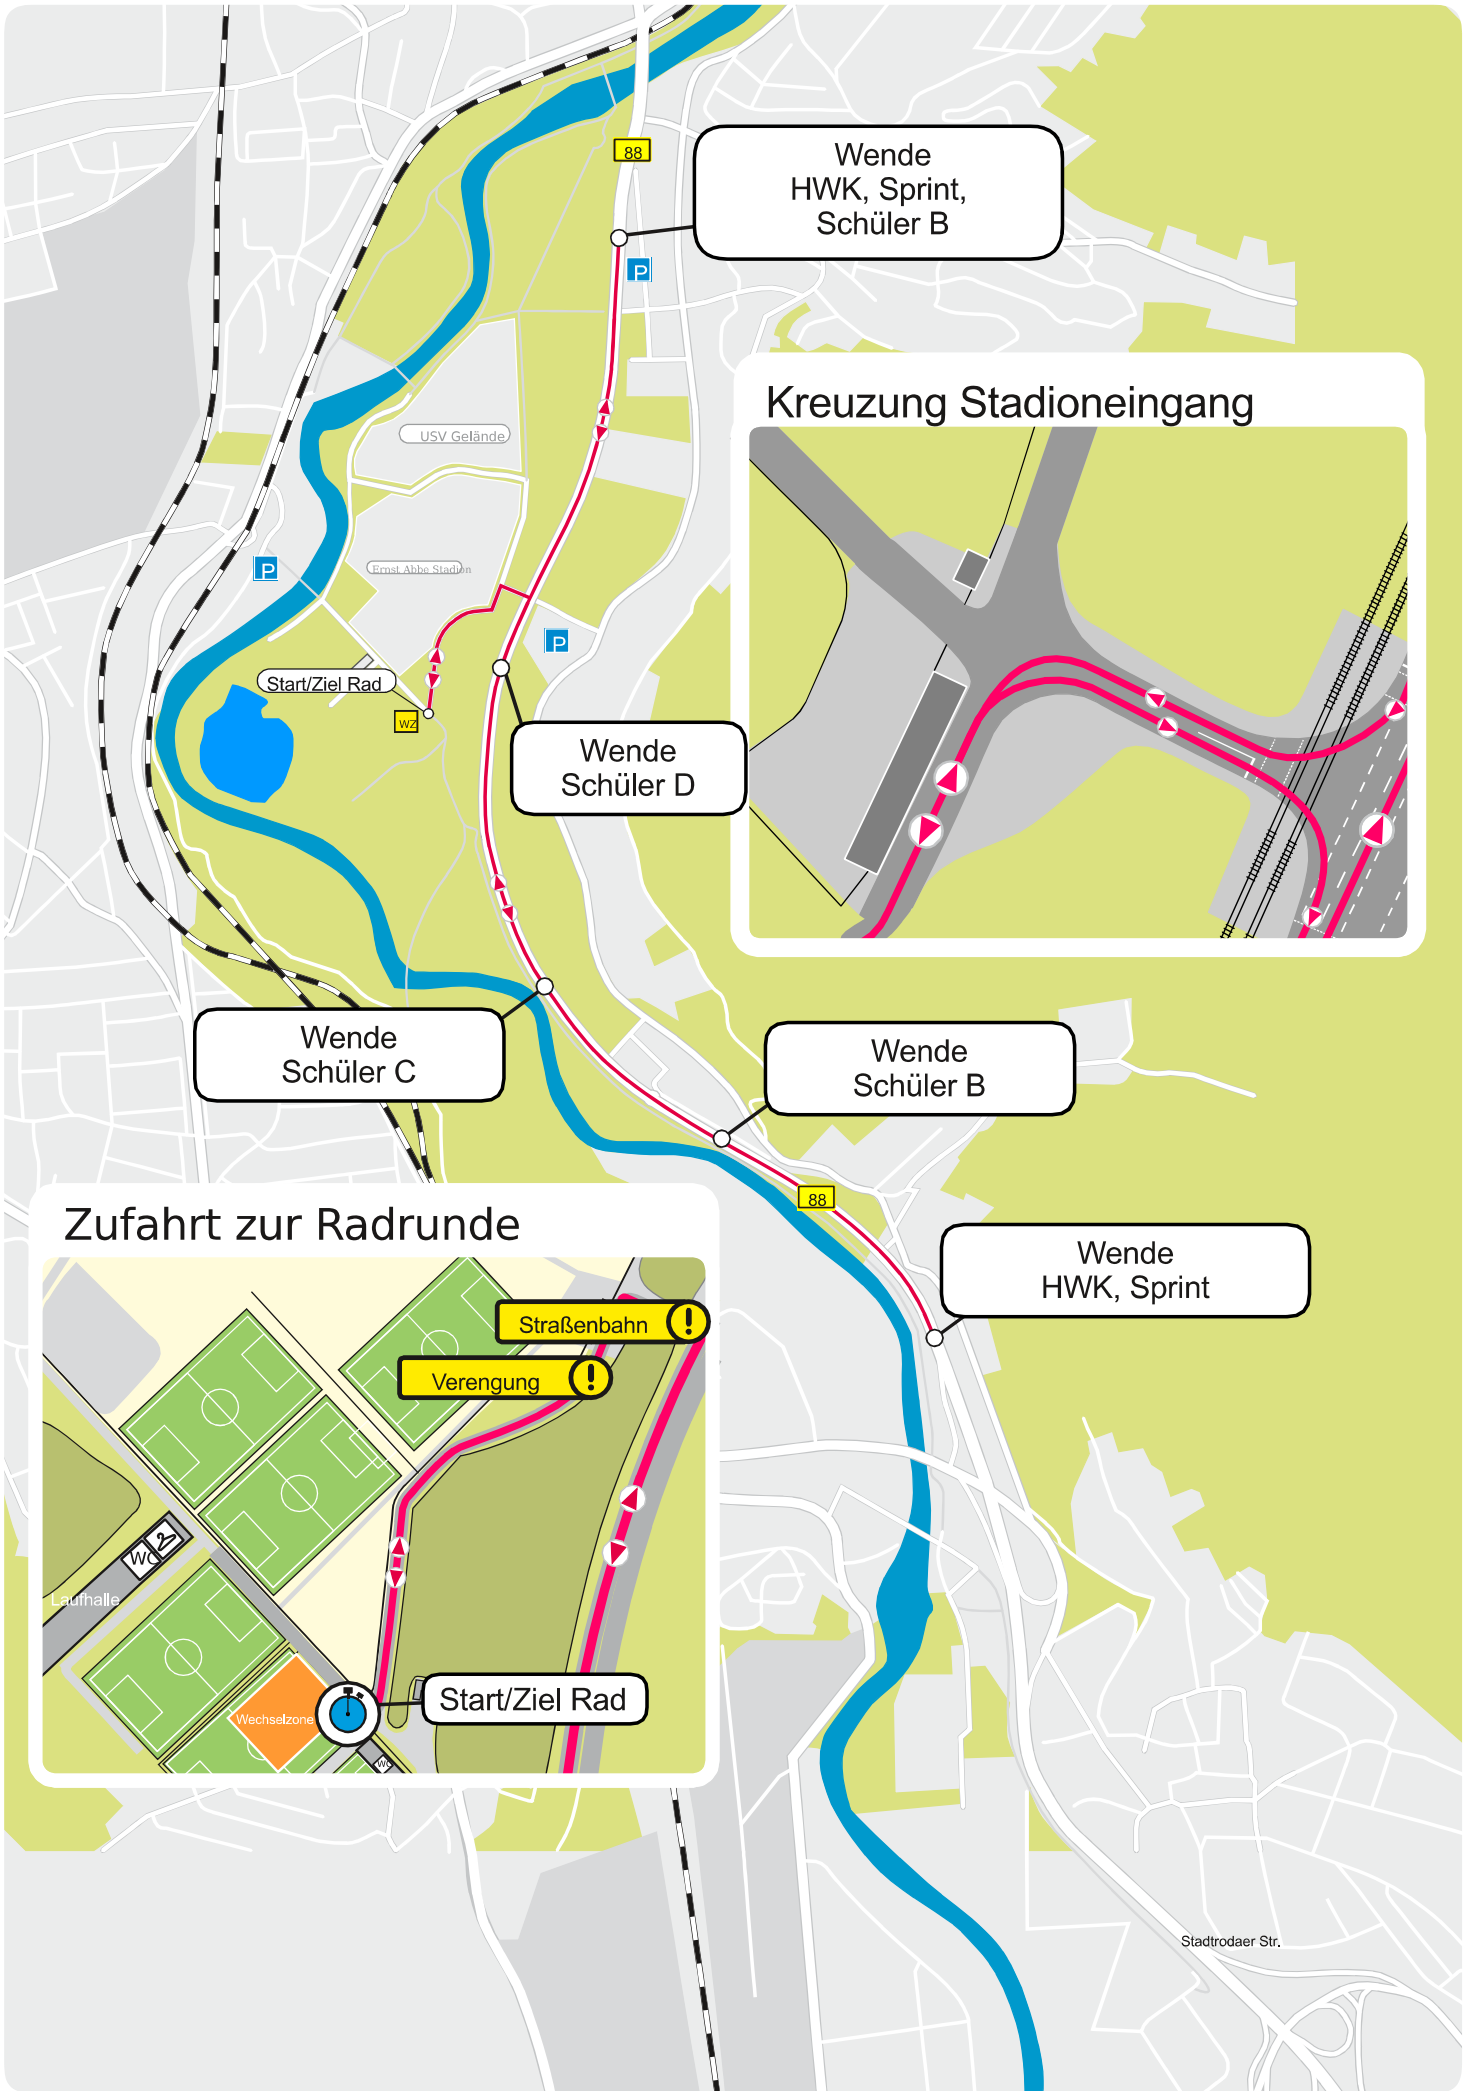 88
Wende
HWK, Sprint,
Schüler B
P
Kreuzung Stadioneingang
USV Gelände
Ernst Abbe Stadion
P
P
Start/Ziel Rad
WZ
Wende
Schüler D
Wende
Schüler C
Wende
Schüler B
88
Wende
HWK, Sprint
Zufahrt zur Radrunde
Straßenbahn !
Verengung !
WC
Laufhalle
Start/Ziel Rad
Wechselzone
WC
Stadtrodaer Str.